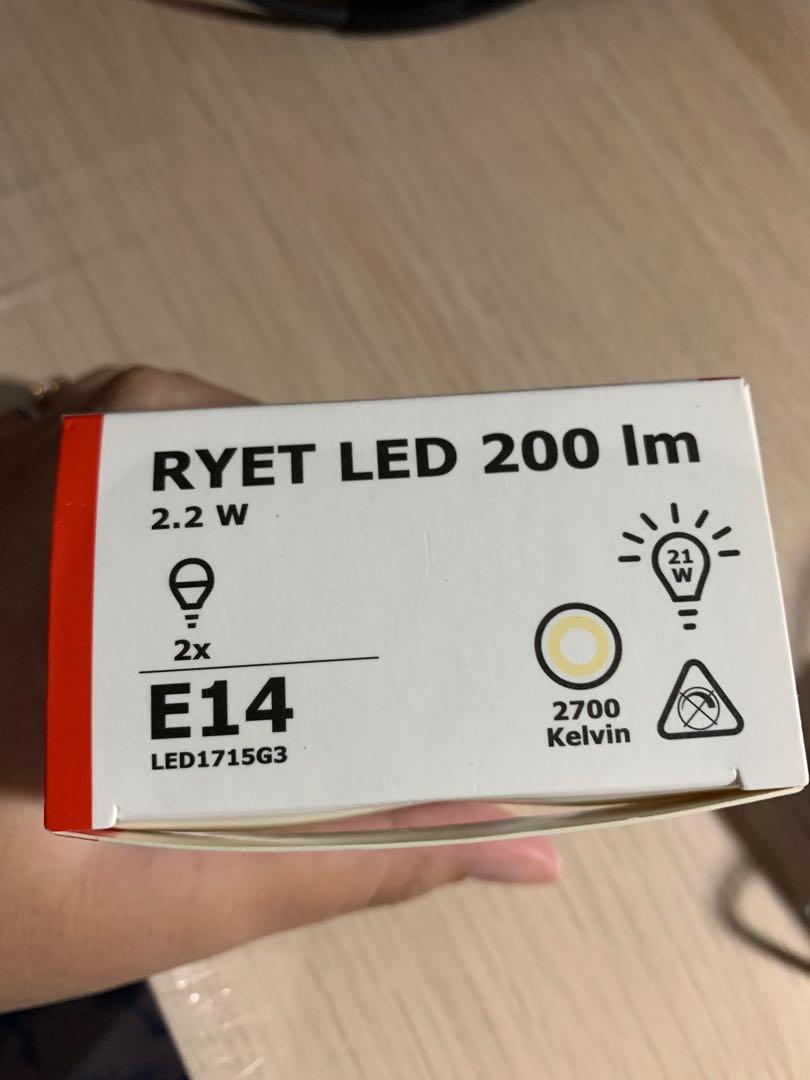 RYET LED 200 lm
2.2 W
21
W
2x
E14
LED1715G3
2700
Kelvin